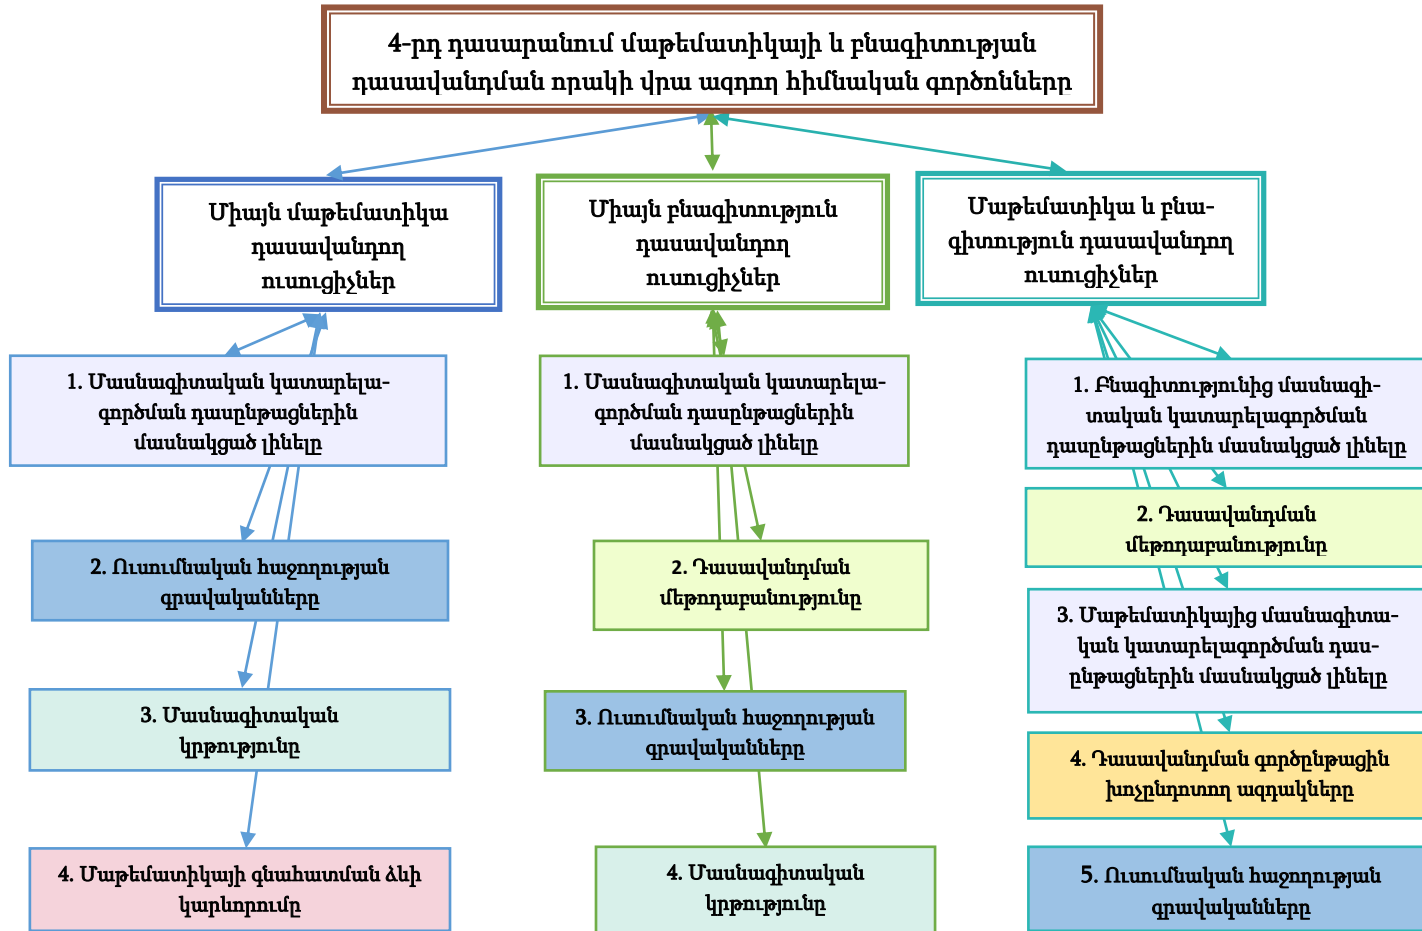 4-րդ դասարանում մաթեմատիկայի և բնագիտության
դասավանդման որակի վրա ազդող հիմնական գործոնները
Միայն մաթեմատիկա
դասավանդող
ուսուցիչներ
1. Մասնագիտական կատարելա-
գործման դասընթացներին
մասնակցած լինելը
2. Ուսումնական հաջողության
գրավականները
3. Մասնագիտական
կրթությունը
4. Մաթեմատիկայի գնահատման ձևի
կարևորումը
Միայն բնագիտություն
դասավանդող
ուսուցիչներ
1. Մասնագիտական կատարելա-
գործման դասընթացներին
մասնակցած լինելը
2. Դասավանդման
մեթոդաբանությունը
3. Ուսումնական հաջողության
գրավականները
4. Մասնագիտական
կրթությունը
Մաթեմատիկա և բնա-
գիտություն դասավանդող
ուսուցիչներ
1. Բնագիտությունից մասնագի-
տական կատարելագործման
դասընթացներին մասնակցած լինելը
2. Դասավանդման
մեթոդաբանությունը
3. Մաթեմատիկայից մասնագիտա-
կան կատարելագործման դաս-
ընթացներին մասնակցած լինելը
4. Դասավանդման գործընթացին
խոչընդոտող ազդակները
5. Ուսումնական հաջողության
գրավականները